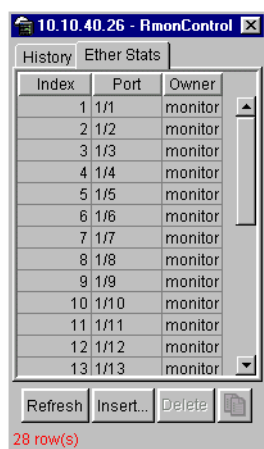 10.10.40.26 - RmonControl
History Ether Stats
Index Port Owner
1 1/1 monitor
2 1/2 monitor
3 1/3 monitor
4 1/4 monitor
5 1/5 monitor
6 1/6 monitor
7 1/7 monitor
8 1/8 monitor
9 1/9 monitor
10 1/10 monitor
11 1/11 monitor
12 1/12 monitor
13 1/13 monitor
Refresh Insert... Delete
28 row(s)